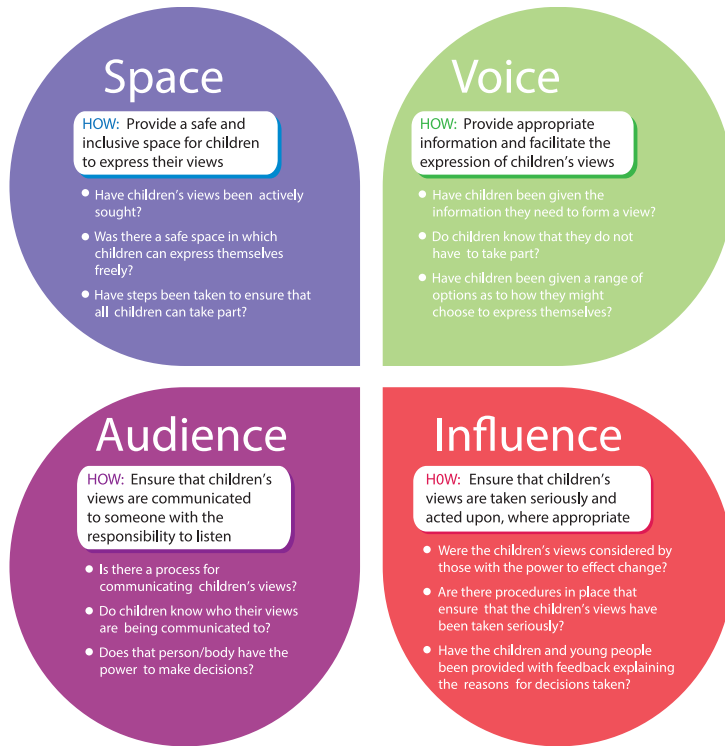 Space
HOW: Provide a safe and
inclusive space for children
to express their views
• Have children's views been actively
sought?
• Was there a safe space in which
children can express themselves
freely?
• Have steps been taken to ensure that
all children can take part?
Voice
HOW: Provide appropriate
information and facilitate the
expression of children's views
• Have children been given the
information they need to form a view?
• Do children know that they do not
have to take part?
• Have children been given a range of
options as to how they might
choose to express themselves?
Audience
HOW: Ensure that children's
views are communicated
to someone with the
responsibility to listen
• Is there a process for
communicating children's views?
• Do children know who their views
are being communicated to?
• Does that person/body have the
power to make decisions?
Influence
H0W: Ensure that children's
views are taken seriously and
acted upon, where appropriate
• Were the children's views considered by
those with the power to effect change?
• Are there procedures in place that
ensure that the children's views have
been taken seriously?
• Have the children and young people
been provided with feedback explaining
the reasons for decisions taken?